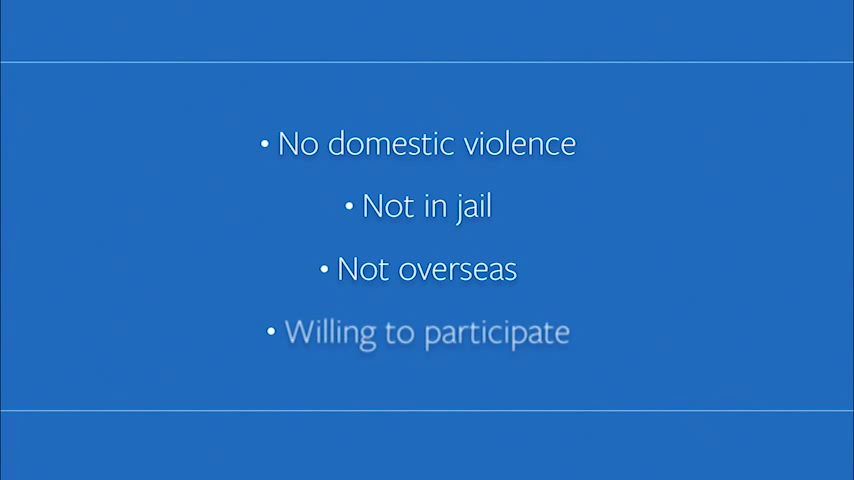 • No domestic violence
• Not in jail
• Not overseas
• Willing to participate